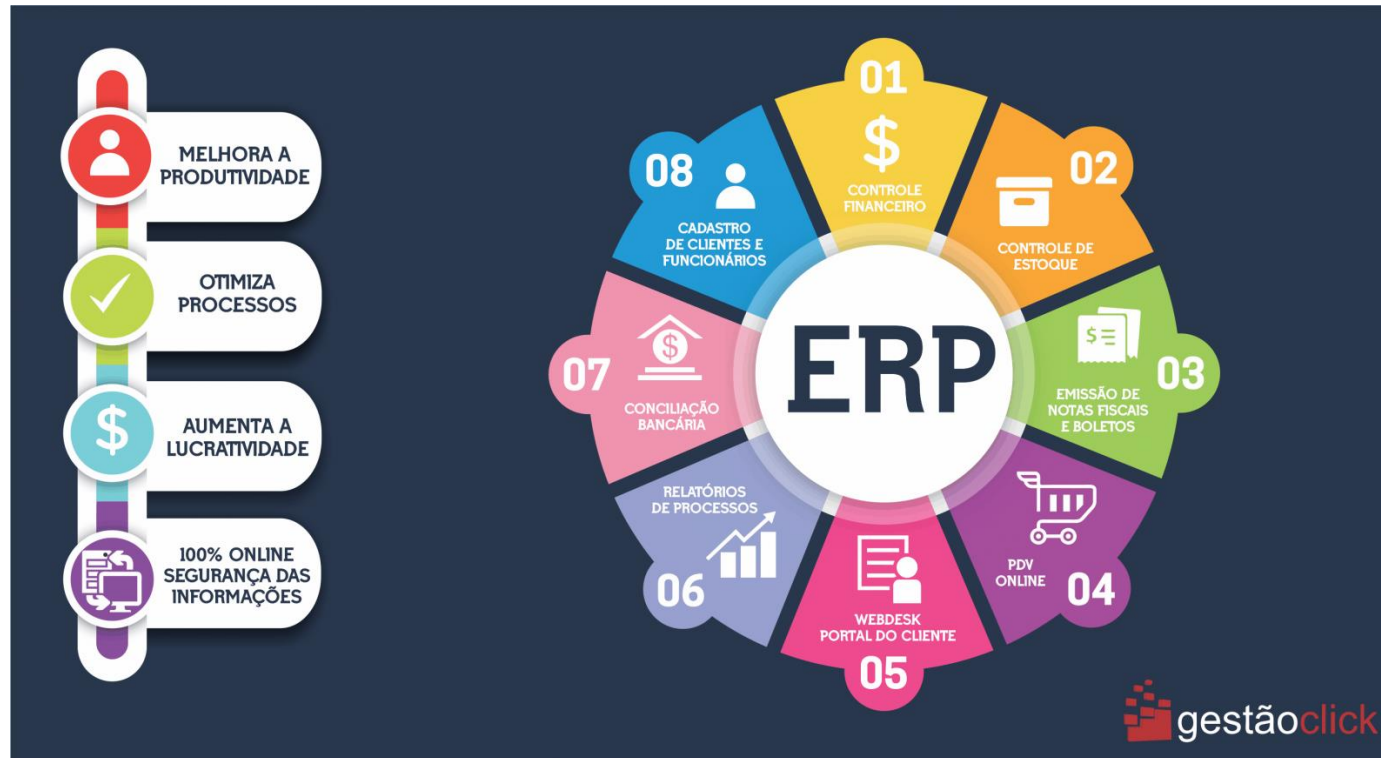 MELHORA A
PRODUTIVIDADE
OTIMIZA
PROCESSOS
$
AUMENTA A
LUCRATIVIDADE
100% ONLINE
SEGURANÇA DAS
INFORMAÇÕES
ERP
01
$
CONTROLE
FINANCEIRO
02
CONTROLE DE
ESTOQUE
$
EMISSÃO DE
NOTAS FISCAIS
E BOLETOS
03
PDV
ONLINE
04
WEBDESK
PORTAL DO CLIENTE
05
RELATÓRIOS
DE PROCESSOS
06
07
$
CONCILIAÇÃO
BANCÁRIA
08
CADASTRO
DE CLIENTES E
FUNCIONÁRIOS
gestãoclick